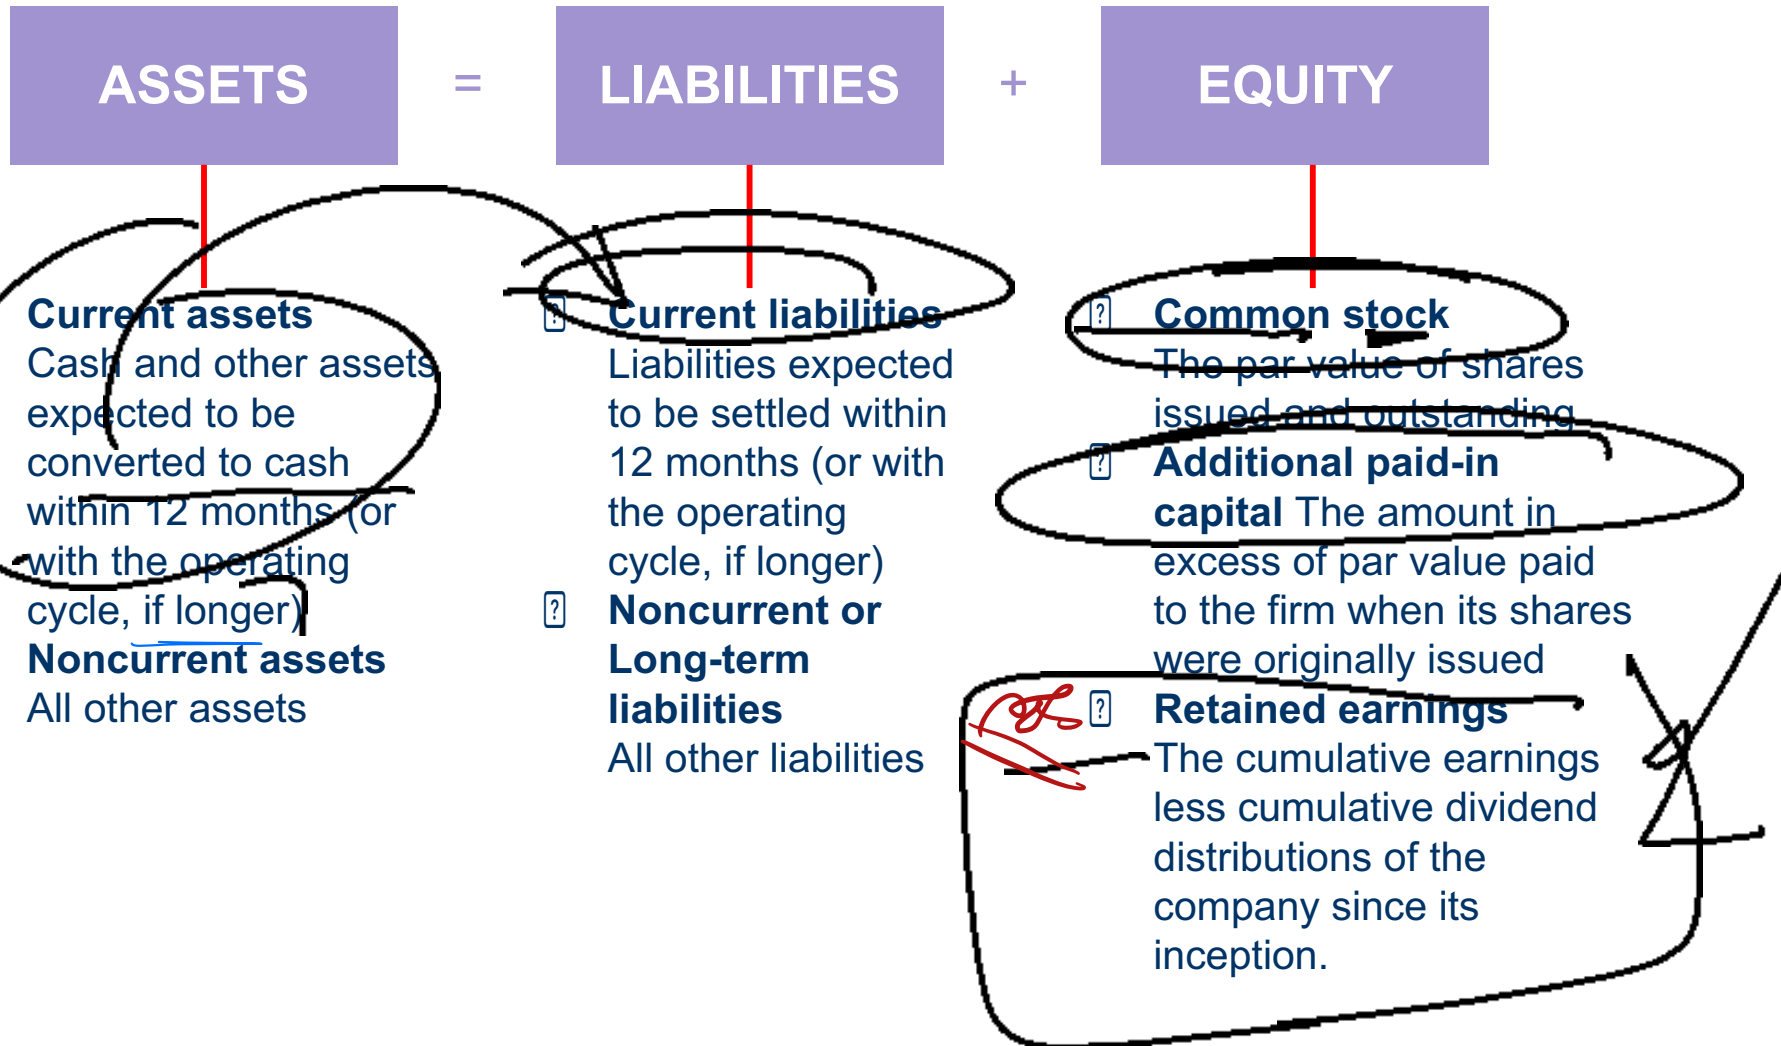 ASSETS = LIABILITIES + EQUITY
Current assets
Cash and other assets
expected to be
converted to cash
within 12 months (or
with the operating
cycle, if longer)
Noncurrent assets
All other assets
Current liabilities
Liabilities expected
to be settled within
12 months (or with
the operating
cycle, if longer)
Noncurrent or
Long-term
liabilities
All other liabilities
Common stock
The par value of shares
issued and outstanding
Additional paid-in
capital The amount in
excess of par value paid
to the firm when its shares
were originally issued
Retained earnings
The cumulative earnings
less cumulative dividend
distributions of the
company since its
inception.